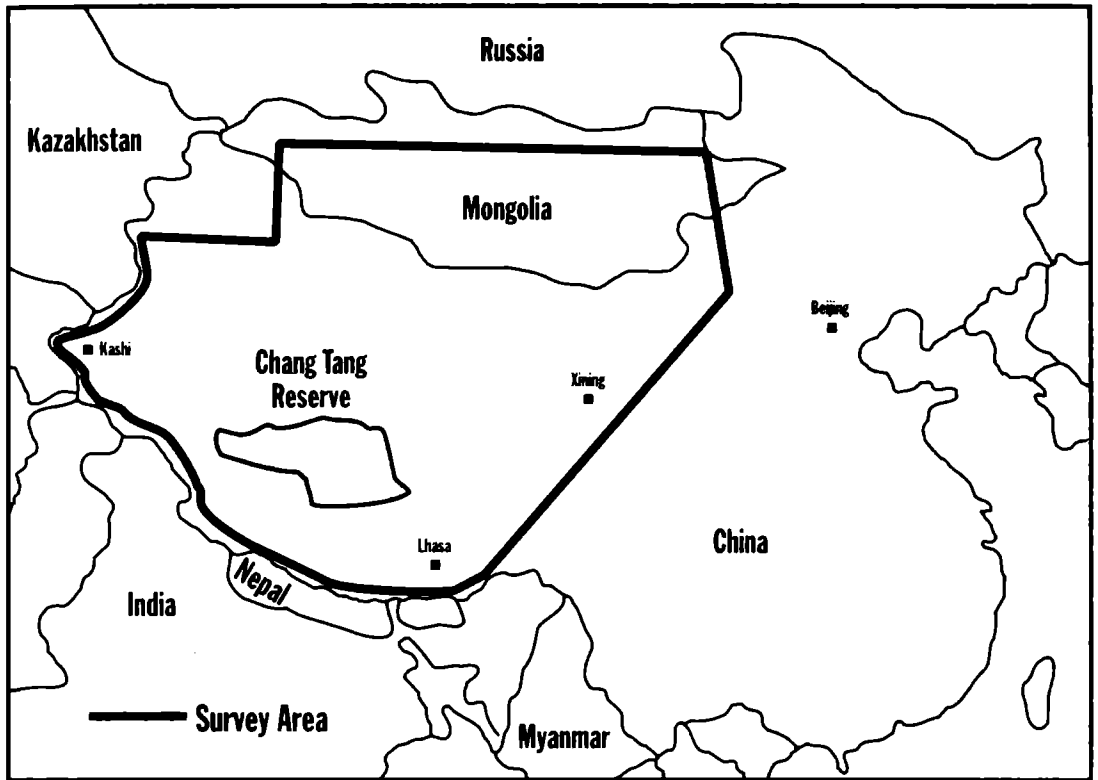 Russia
Kazakhstan
Mongolia
Beijing
Kashi
Chang Tang
Reserve
Xining
Lhasa
China
Nepal
India
Survey Area
Myanmar